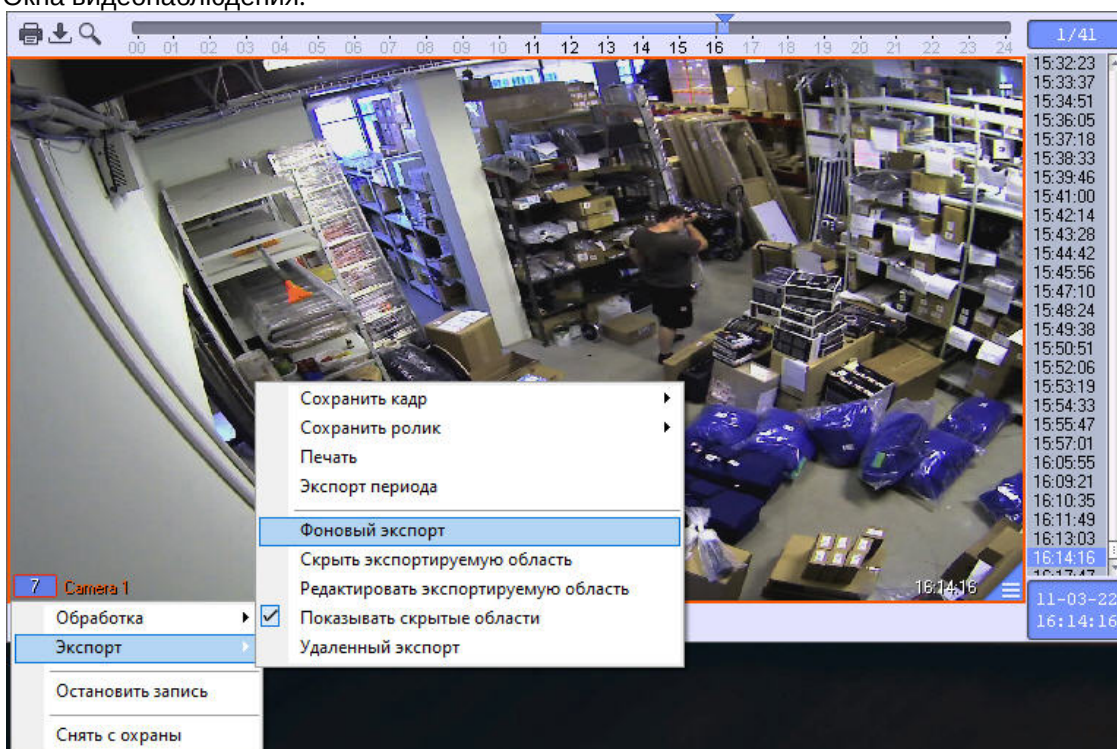 Окна видеонаблюдения.
00 01 02 03 04 05 06 07 08 09 10 11 12 13 14 15 16 17 18 19 20 21 22 23 24
1/41
15:32:23
15:33:37
15:34:51
15:36:05
15:37:18
15:38:33
15:39:46
15:41:00
15:42:14
15:43:28
15:44:42
15:45:56
15:47:10
15:48:24
15:49:38
15:50:51
15:52:06
15:53:19
15:54:33
15:55:47
15:57:01
16:05:55
16:09:21
16:10:35
16:11:49
16:13:03
16:14:16
16:17:47
11-03-22
16:14:16
Сохранить кадр
Сохранить ролик
Печать
Экспорт периода
Фоновый экспорт
Скрыть экспортируемую область
Редактировать экспортируемую область
Показывать скрытые области
Удаленный экспорт
7 Camera 1
16:14:16
Обработка
Экспорт
Остановить запись
Снять с охраны